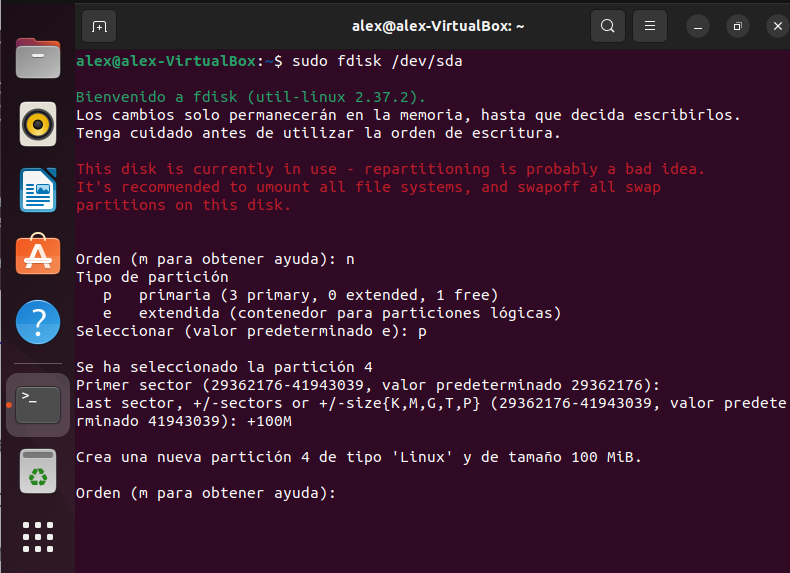 alex@alex-VirtualBox: ~
alex@alex-VirtualBox:~$ sudo fdisk /dev/sda
Bienvenido a fdisk (util-linux 2.37.2).
Los cambios solo permanecerán en la memoria, hasta que decida escribirlos.
Tenga cuidado antes de utilizar la orden de escritura.
This disk is currently in use - repartitioning is probably a bad idea.
It's recommended to umount all file systems, and swapoff all swap
partitions on this disk.
Orden (m para obtener ayuda): n
Tipo de partición
p   primaria (3 primary, 0 extended, 1 free)
e   extendida (contenedor para particiones lógicas)
Seleccionar (valor predeterminado e): p
Se ha seleccionado la partición 4
Primer sector (29362176-41943039, valor predeterminado 29362176):
Last sector, +/-sectors or +/-size{K,M,G,T,P} (29362176-41943039, valor predete
rminado 41943039): +100M
Crea una nueva partición 4 de tipo 'Linux' y de tamaño 100 MiB.
Orden (m para obtener ayuda):